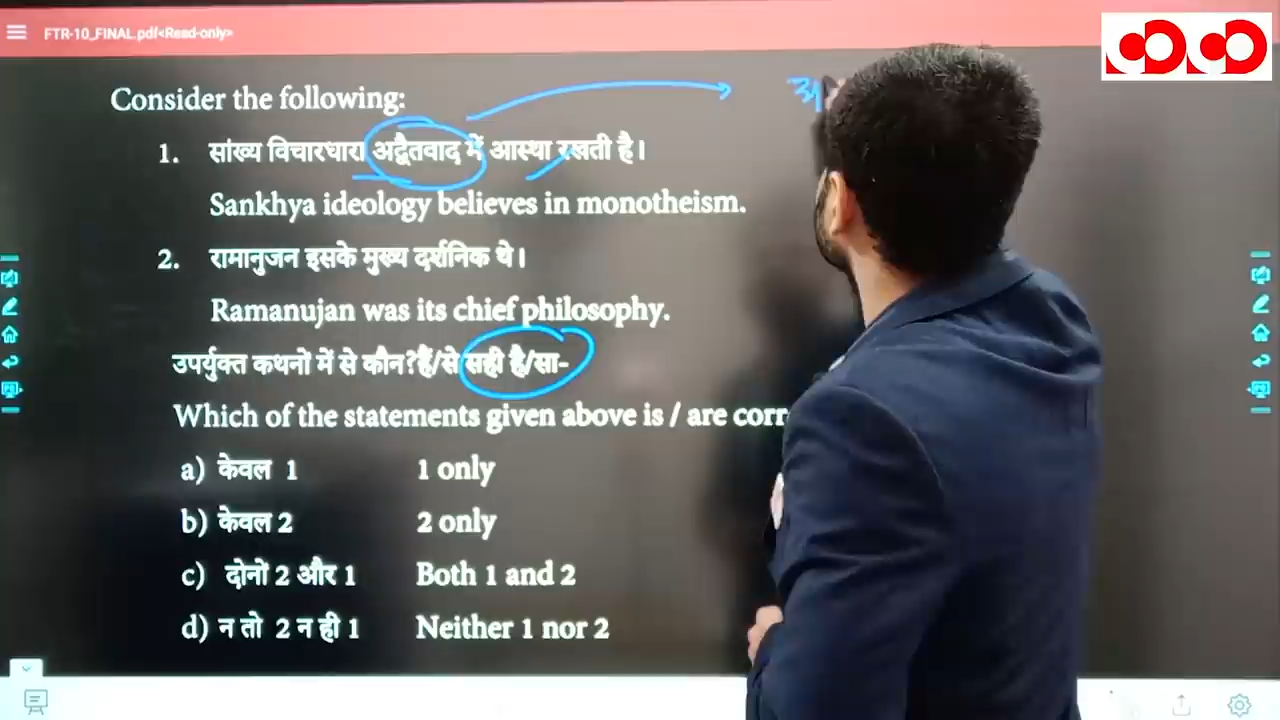 FTR-10_FINAL.pdf<Read-only>
Consider the following:
1. सांख्य विचारधारा अद्वैतवाद में आस्था रखती है।
Sankhya ideology believes in monotheism.
2. रामानुजन इसके मुख्य दर्शनिक थे।
Ramanujan was its chief philosophy.
उपर्युक्त कथनों में से कौन?हैं/से सही है/सा-
Which of the statements given above is / are corr
a) केवल 1 1 only
b) केवल 2 2 only
c) दोनों 2 और 1 Both 1 and 2
d) न तो 2 न ही 1 Neither 1 nor 2